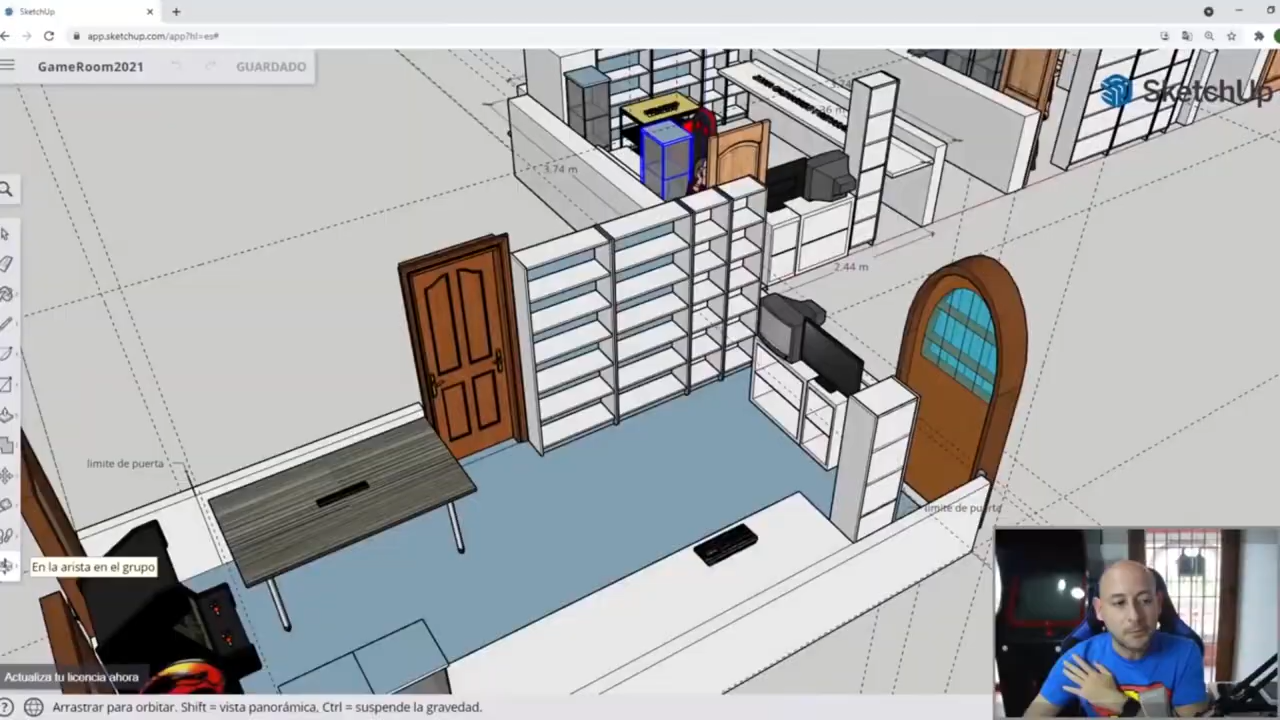 SketchUp
app.sketchup.com/app?hl=es#
GameRoom2021
GUARDADO
SketchUp
3.74 m
2.44 m
limite de puerta
limite de puerta
En la arista en el grupo
Actualiza tu licencia ahora
Arrastrar para orbitar. Shift = vista panorámica, Ctrl = suspende la gravedad.